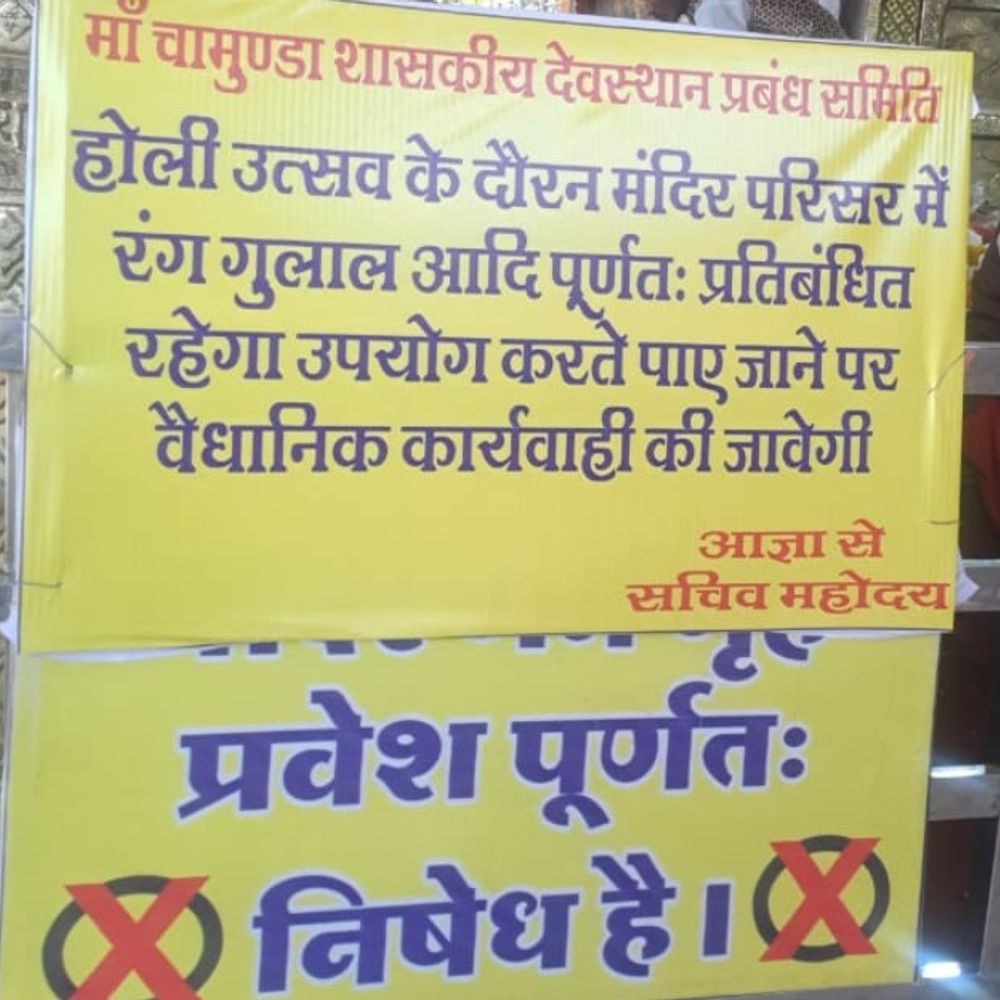 माँ चामुण्डा शासकीय देवस्थान प्रबंध समिति
होली उत्सव के दौरन मंदिर परिसर में
रंग गुलाल आदि पूर्णतः प्रतिबंधित
रहेगा उपयोग करते पाए जाने पर
वैधानिक कार्यवाही की जावेगी
आज्ञा से
सचिव महोदय
प्रवेश पूर्णतः
निषेध है।